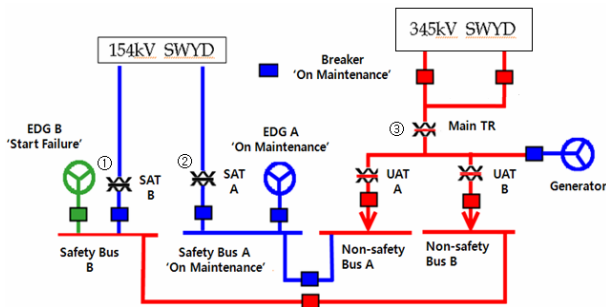 154kV SWYD
345kV SWYD
Breaker
'On Maintenance'
EDG B
'Start Failure'
①
SAT
B
②
SAT
A
EDG A
'On Maintenance'
③
Main TR
UAT
A
UAT
B
Generator
Safety Bus
B
Safety Bus A
'On Maintenance'
Non-safety
Bus A
Non-safety
Bus B